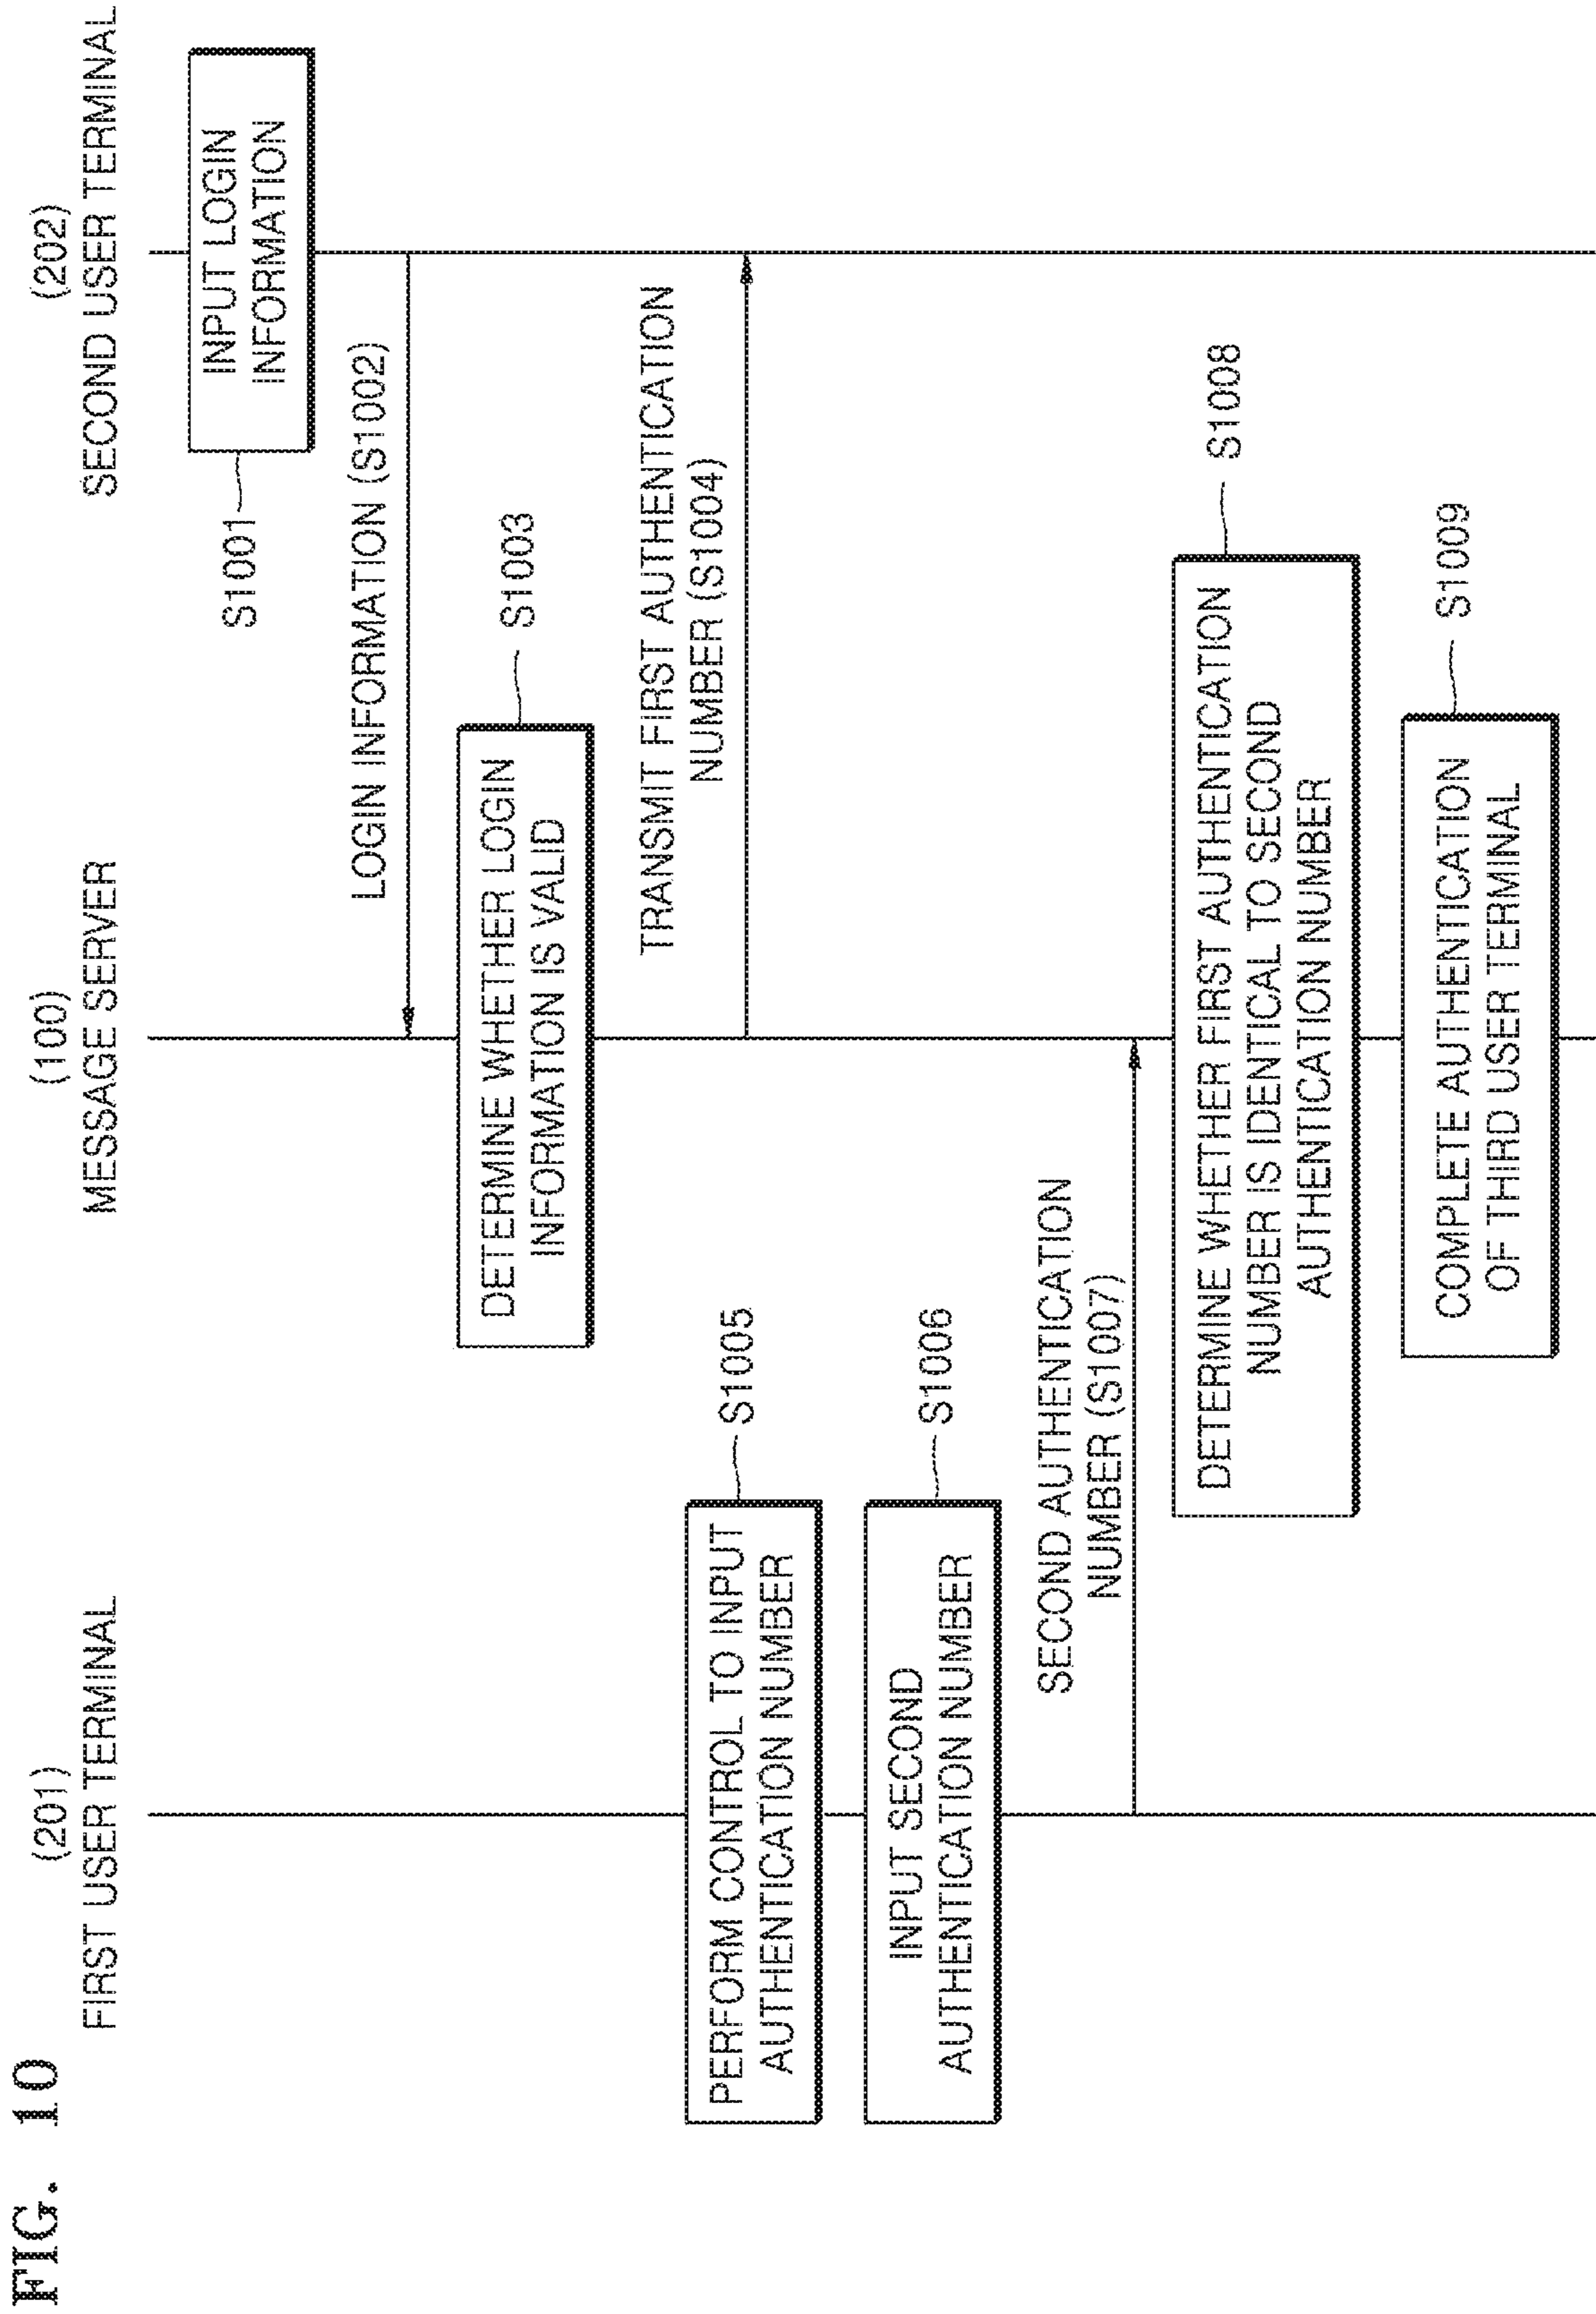 FIG. 10
(201)
FIRST USER TERMINAL
(100)
MESSAGE SERVER
(202)
SECOND USER TERMINAL
INPUT LOGIN
INFORMATION
S1001
LOGIN INFORMATION (S1002)
DETERMINE WHETHER LOGIN
INFORMATION IS VALID
S1003
TRANSMIT FIRST AUTHENTICATION
NUMBER (S1004)
PERFORM CONTROL TO INPUT
AUTHENTICATION NUMBER
S1005
INPUT SECOND
AUTHENTICATION NUMBER
S1006
SECOND AUTHENTICATION
NUMBER (S1007)
DETERMINE WHETHER FIRST AUTHENTICATION
NUMBER IS IDENTICAL TO SECOND
AUTHENTICATION NUMBER
S1008
COMPLETE AUTHENTICATION
OF THIRD USER TERMINAL
S1009